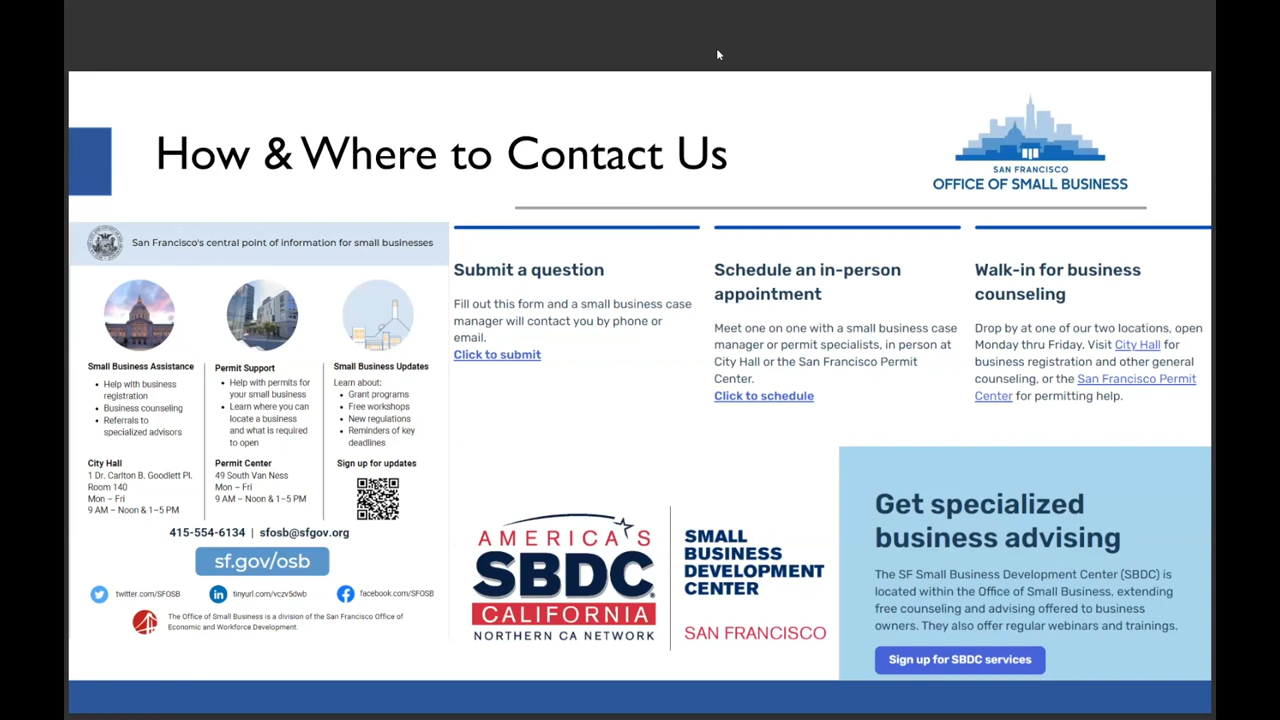 How & Where to Contact Us
SAN FRANCISCO
OFFICE OF SMALL BUSINESS
San Francisco's central point of information for small businesses
Small Business Assistance
• Help with business
registration
• Business counseling
• Referrals to
specialized advisors
City Hall
1 Dr. Carlton B. Goodlett Pl.
Room 140
Mon – Fri
9 AM – Noon & 1–5 PM
Permit Support
• Help with permits for
your small business
• Learn where you can
locate a business
and what is required
to open
Permit Center
49 South Van Ness
Mon – Fri
9 AM – Noon & 1–5 PM
Small Business Updates
Learn about:
• Grant programs
• Free workshops
• New regulations
• Reminders of key
deadlines
Sign up for updates
415-554-6134 | sfosb@sfgov.org
sf.gov/osb
twitter.com/SFOSB
tinyurl.com/vczv5dwb
facebook.com/SFOSB
The Office of Small Business is a division of the San Francisco Office of
Economic and Workforce Development.
Submit a question
Fill out this form and a small business case
manager will contact you by phone or
email.
Click to submit
Schedule an in-person
appointment
Meet one on one with a small business case
manager or permit specialists, in person at
City Hall or the San Francisco Permit
Center.
Click to schedule
Walk-in for business
counseling
Drop by at one of our two locations, open
Monday thru Friday. Visit City Hall for
business registration and other general
counseling, or the San Francisco Permit
Center for permitting help.
AMERICA'S
SBDC
CALIFORNIA
NORTHERN CA NETWORK
SMALL
BUSINESS
DEVELOPMENT
CENTER
SAN FRANCISCO
Get specialized
business advising
The SF Small Business Development Center (SBDC) is
located within the Office of Small Business, extending
free counseling and advising offered to business
owners. They also offer regular webinars and trainings.
Sign up for SBDC services